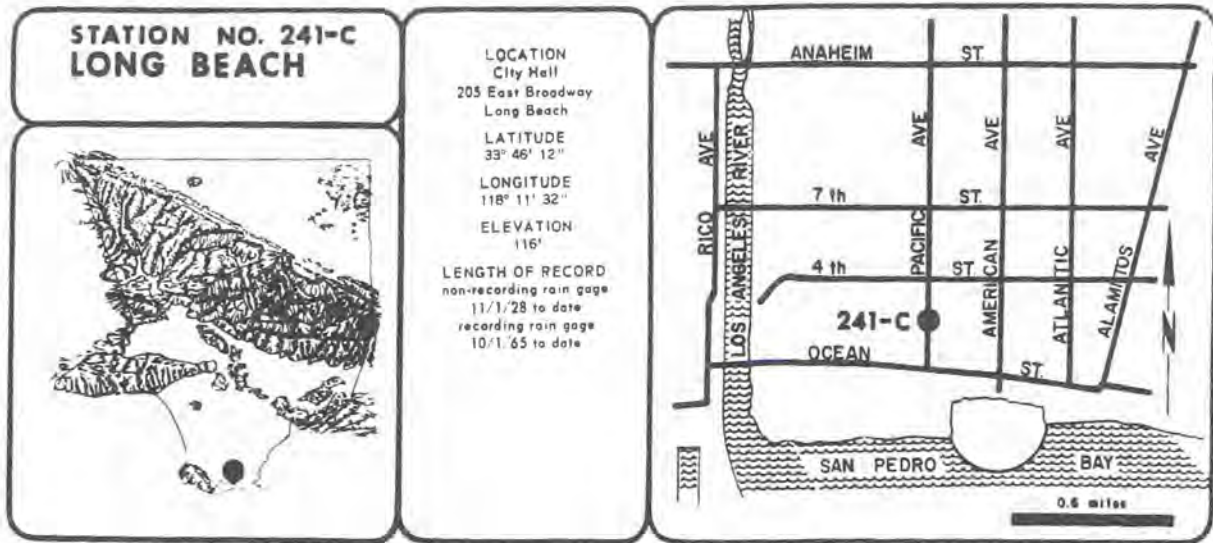 STATION NO. 241-C
LONG BEACH
LOCATION
City Hall
205 East Broadway
Long Beach
LATITUDE
33° 46' 12"
LONGITUDE
118° 11' 32"
ELEVATION
116'
LENGTH OF RECORD
non-recording rain gage
11/1/28 to date
recording rain gage
10/1/65 to date
ANAHEIM ST.
RICO AVE
LOS ANGELES RIVER
PACIFIC AVE
AMERICAN AVE
ATLANTIC AVE
ALAMITOS AVE
7 th ST.
4 th ST.
241-C
OCEAN ST.
N
SAN PEDRO BAY
0.6 miles